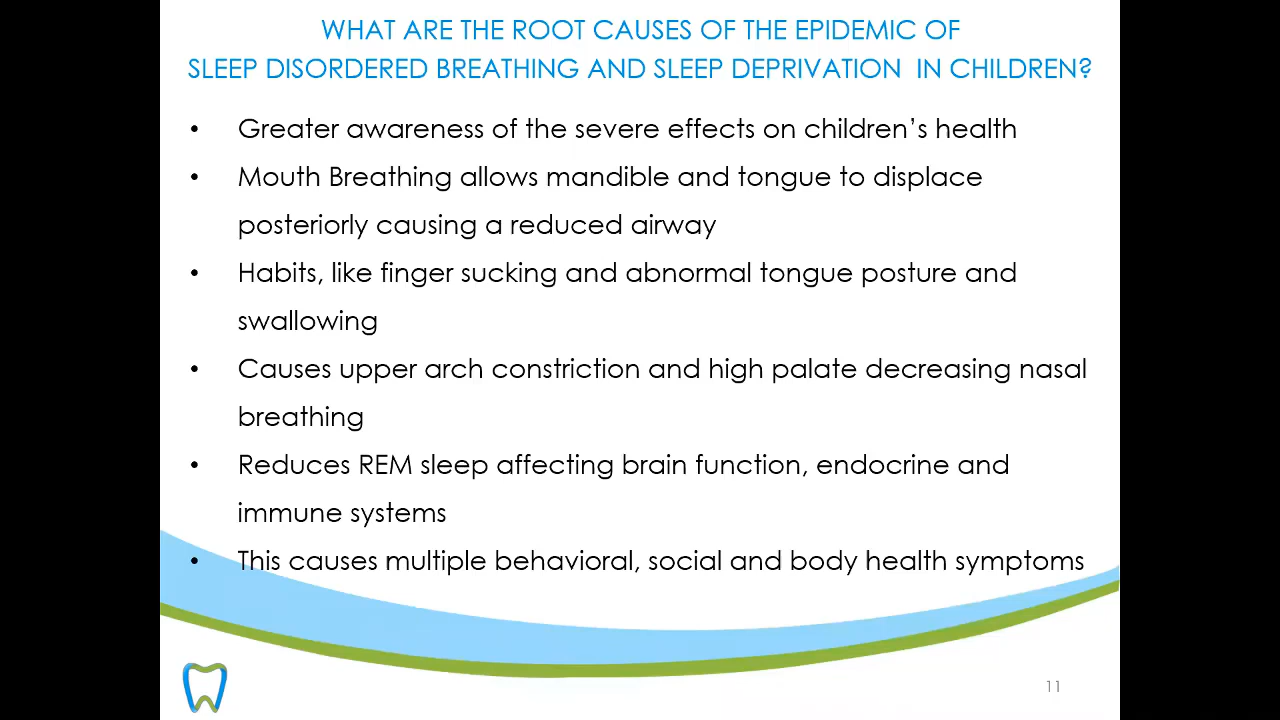 WHAT ARE THE ROOT CAUSES OF THE EPIDEMIC OF
SLEEP DISORDERED BREATHING AND SLEEP DEPRIVATION  IN CHILDREN?
• Greater awareness of the severe effects on children’s health
• Mouth Breathing allows mandible and tongue to displace
posteriorly causing a reduced airway
• Habits, like finger sucking and abnormal tongue posture and
swallowing
• Causes upper arch constriction and high palate decreasing nasal
breathing
• Reduces REM sleep affecting brain function, endocrine and
immune systems
• This causes multiple behavioral, social and body health symptoms
11